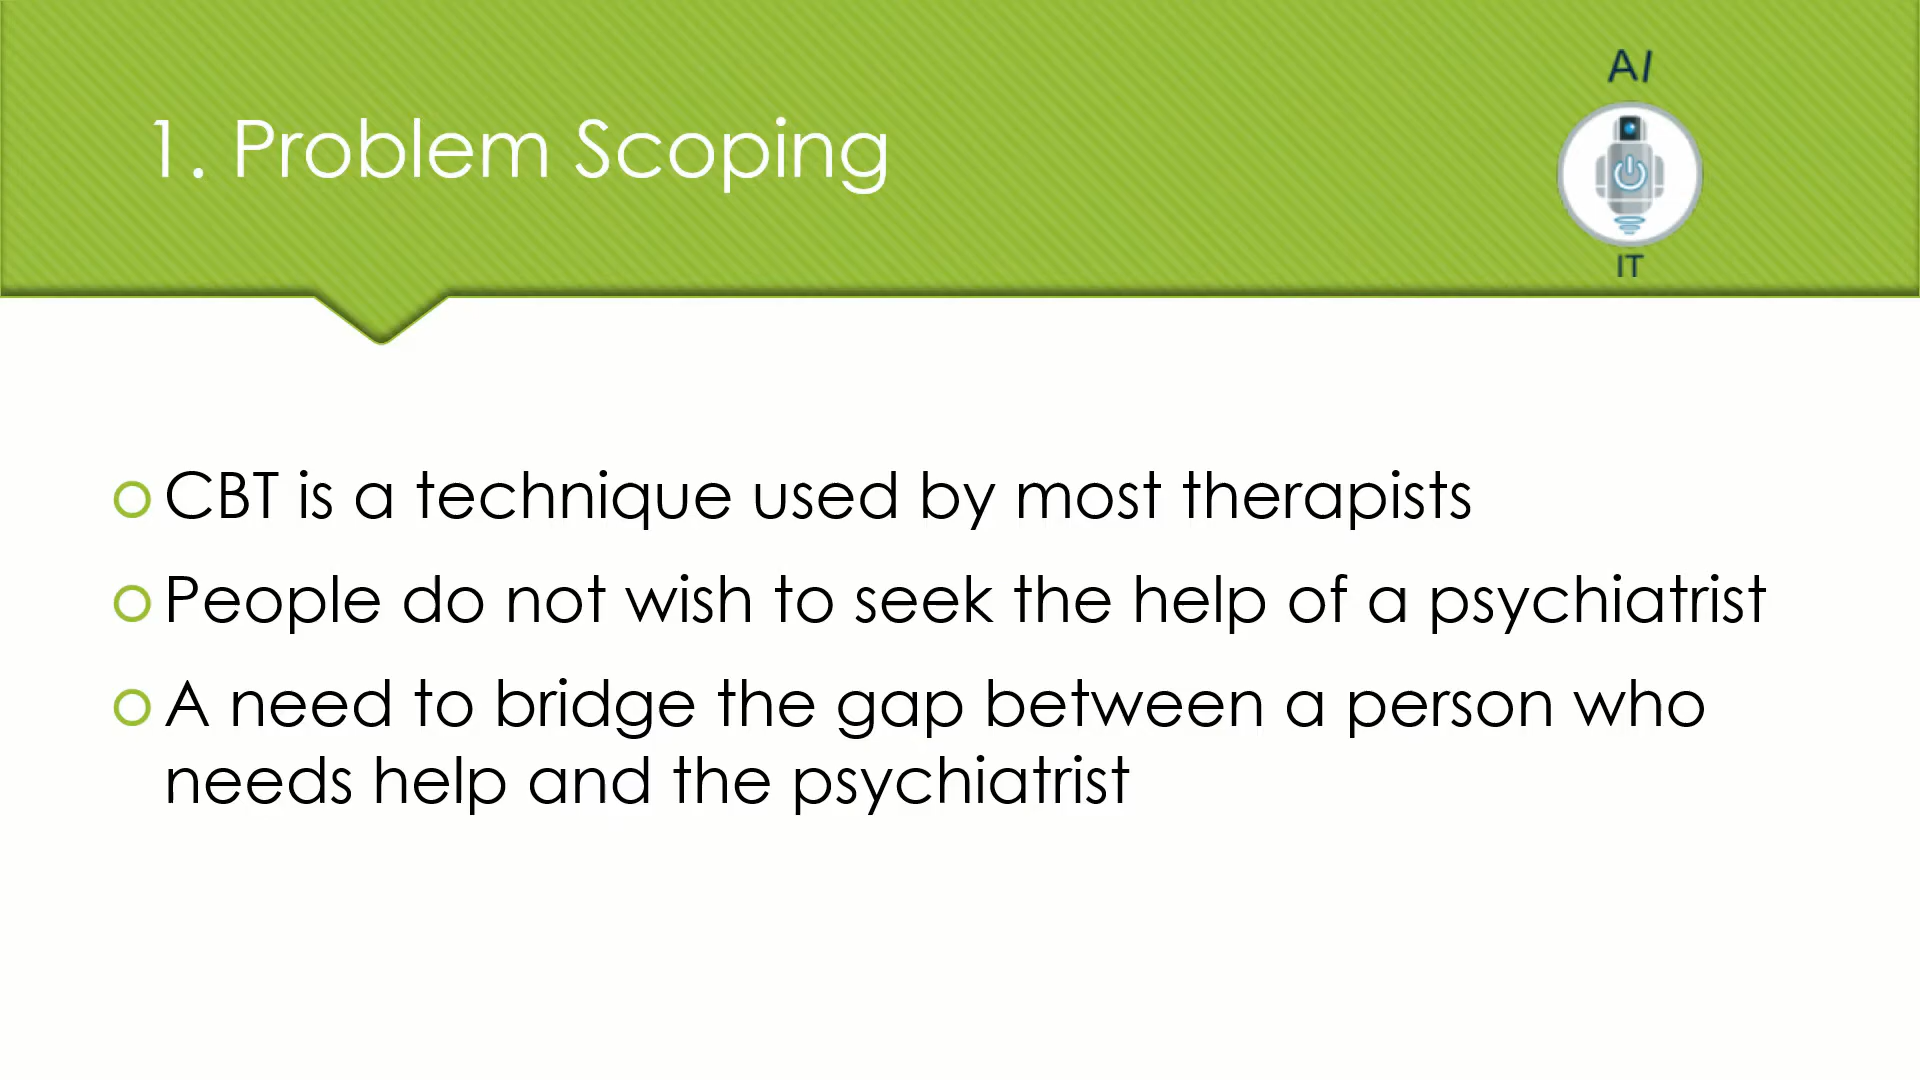 AI
1. Problem Scoping
IT
CBT is a technique used by most therapists
People do not wish to seek the help of a psychiatrist
A need to bridge the gap between a person who
needs help and the psychiatrist